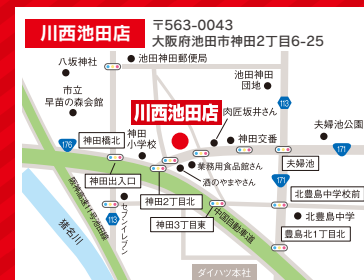 川西池田店
〒563-0043
大阪府池田市神田2丁目6-25
八坂神社
池田神田郵便局
池田神田
団地
市立
早苗の森会館
113
川西池田店
肉匠坂井さん
夫婦池公園
176
神田橋北
神田
小学校
神田交番
171
業務用食品館さん
夫婦池
酒のやまやさん
171
神田出入口
阪神高速11号池田線
神田2丁目北
北豊島中学校前
猪名川
113
セブンイレブン
神田3丁目東
中国自動車道
北豊島中学
豊島北1丁目北
ダイハツ本社